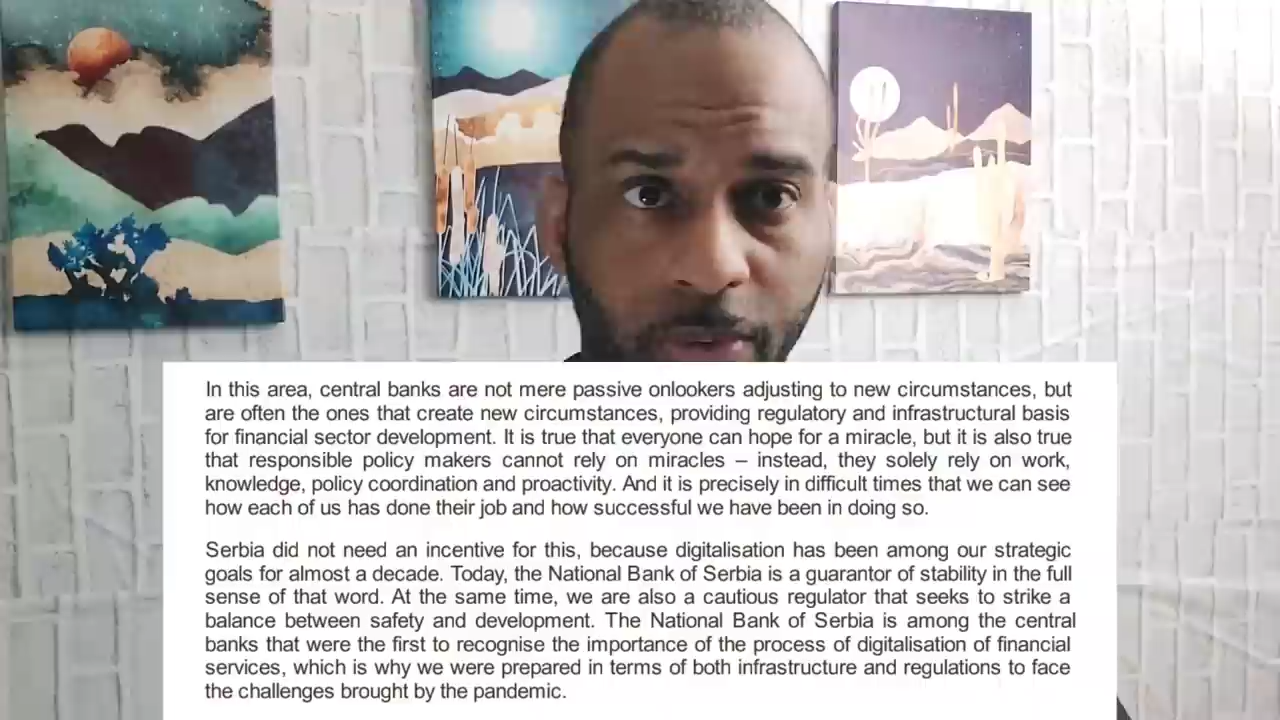 In this area, central banks are not mere passive onlookers adjusting to new circumstances, but
are often the ones that create new circumstances, providing regulatory and infrastructural basis
for financial sector development. It is true that everyone can hope for a miracle, but it is also true
that responsible policy makers cannot rely on miracles – instead, they solely rely on work,
knowledge, policy coordination and proactivity. And it is precisely in difficult times that we can see
how each of us has done their job and how successful we have been in doing so.
Serbia did not need an incentive for this, because digitalisation has been among our strategic
goals for almost a decade. Today, the National Bank of Serbia is a guarantor of stability in the full
sense of that word. At the same time, we are also a cautious regulator that seeks to strike a
balance between safety and development. The National Bank of Serbia is among the central
banks that were the first to recognise the importance of the process of digitalisation of financial
services, which is why we were prepared in terms of both infrastructure and regulations to face
the challenges brought by the pandemic.